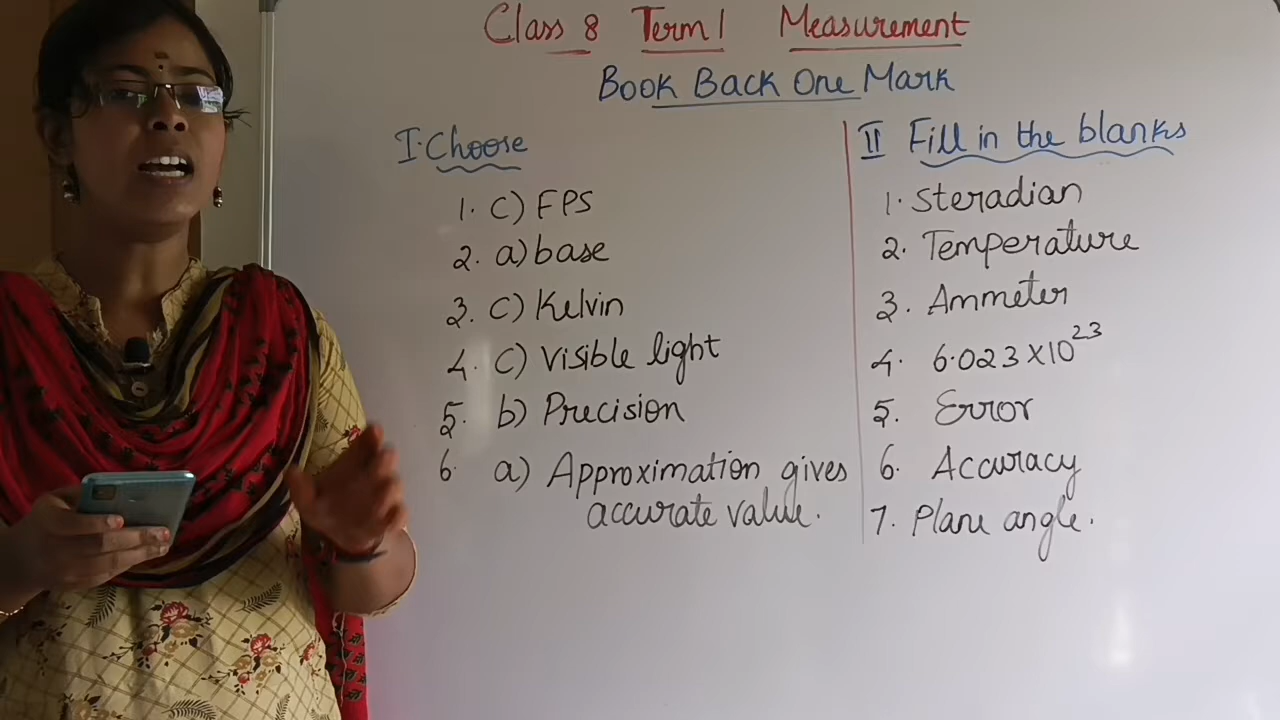 Class 8 Term 1 Measurement
Book Back One Mark
I. Choose
1. C) FPS
2. a) base
3. C) Kelvin
4. C) Visible light
5. b) Precision
6. a) Approximation gives
accurate value.
II Fill in the blanks
1. Steradian
2. Temperature
3. Ammeter
4. 6.023 X 10²³
5. Error
6. Accuracy
7. Plane angle.